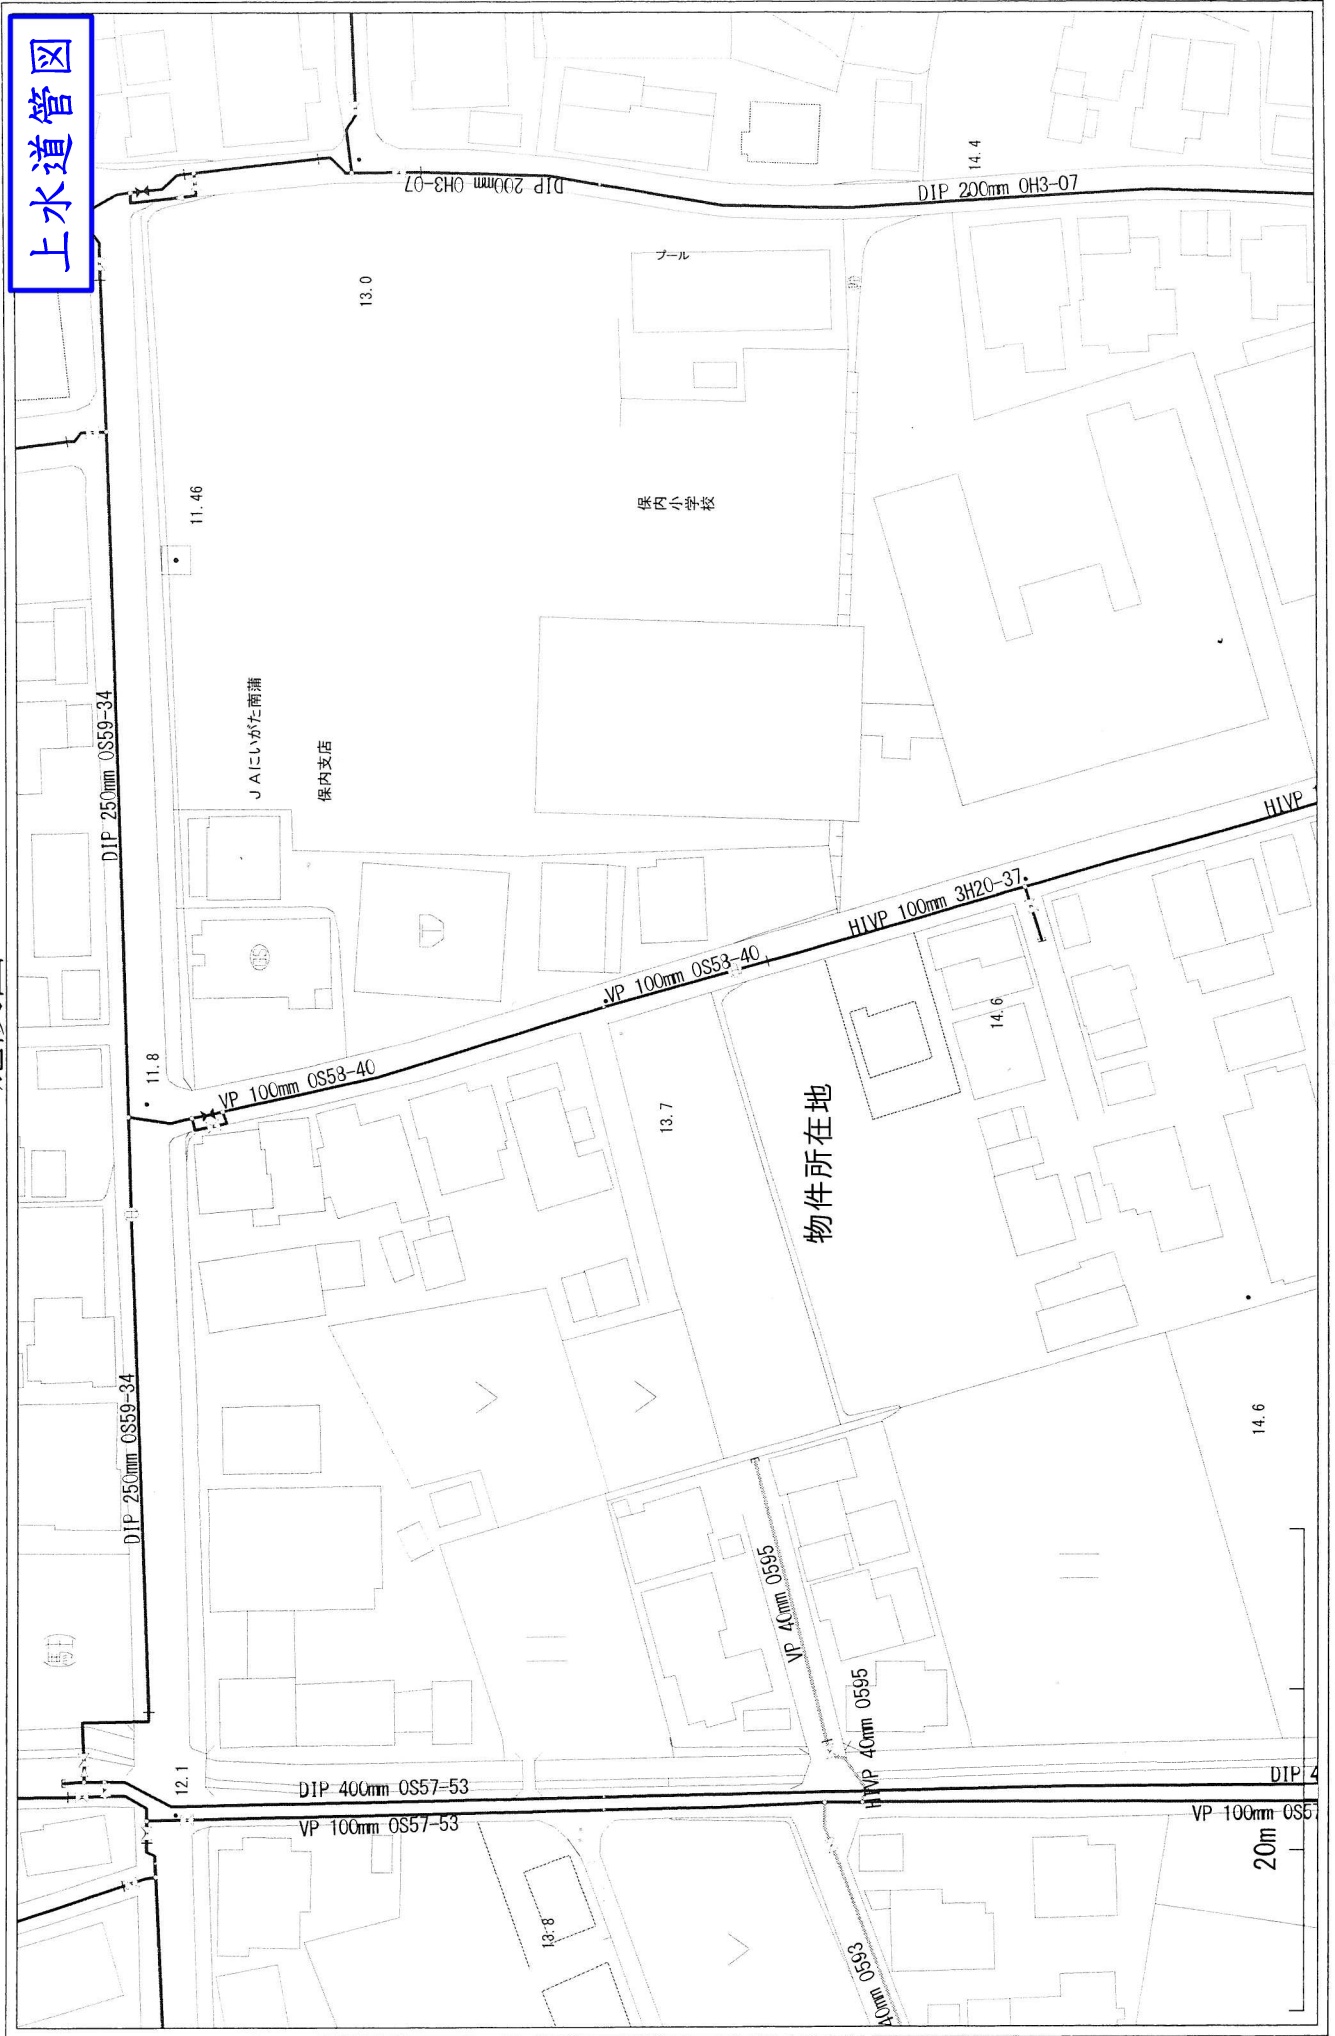 上水道管図
DIP 200mm OH3-07
DIP 200mm OH3-07
14.4
プール
13.0
11.46
保内小学校
DIP 250mm OS59-34
JAにいがた南蒲
保内支店
HIVP 100mm 3H20-37
HIVP 1
VP 100mm OS58-40
VP 100mm OS58-40
11.8
14.6
13.7
物件所在地
DIP 250mm OS59-34
14.6
VP 40mm 0595
HIVP 40mm 0595
12.1
DIP 400mm OS57-53
VP 100mm OS57-53
DIP 4
VP 100mm OS57
20m
13.8
40mm 0593